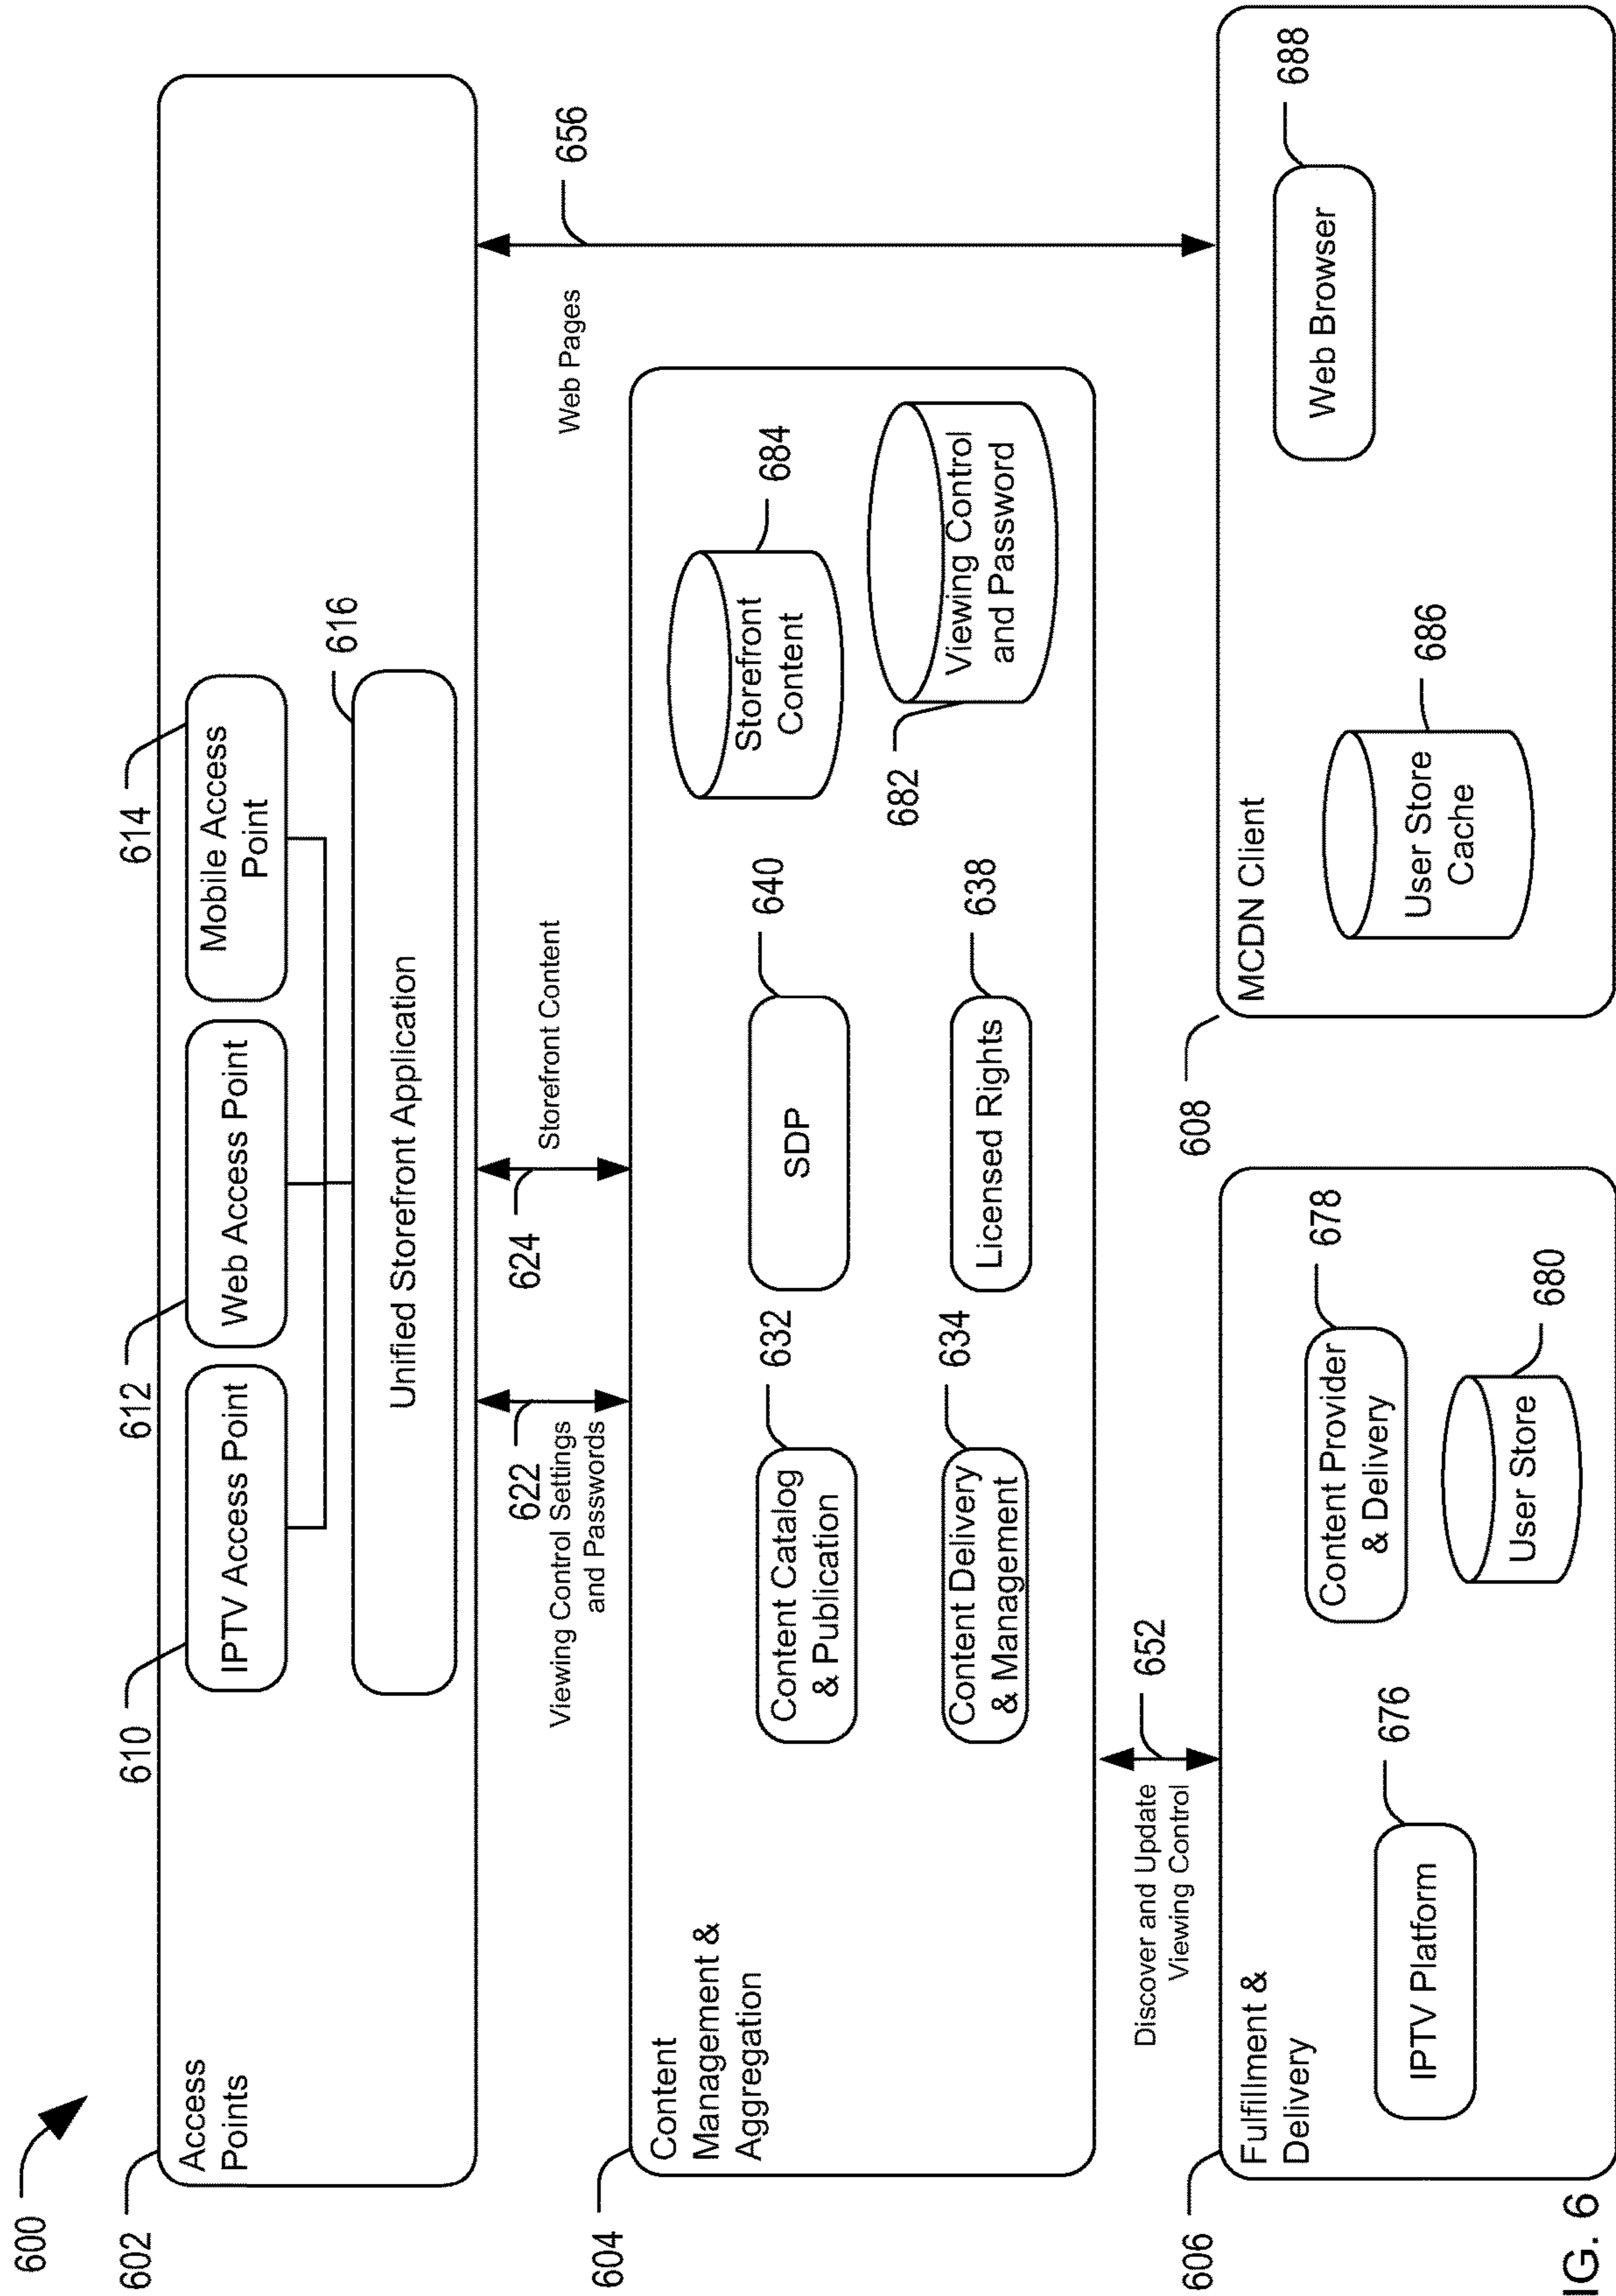 600
602
Access
Points
610
IPTV Access Point
612
Web Access Point
614
Mobile Access
Point
616
Unified Storefront Application
622
Viewing Control Settings
and Passwords
624
Storefront Content
656
Web Pages
604
Content
Management &
Aggregation
632
Content Catalog
& Publication
640
SDP
684
Storefront
Content
634
Content Delivery
& Management
638
Licensed Rights
682
Viewing Control
and Password
652
Discover and Update
Viewing Control
606
Fulfillment &
Delivery
676
IPTV Platform
678
Content Provider
& Delivery
680
User Store
608
MCDN Client
686
User Store
Cache
688
Web Browser
IG. 6